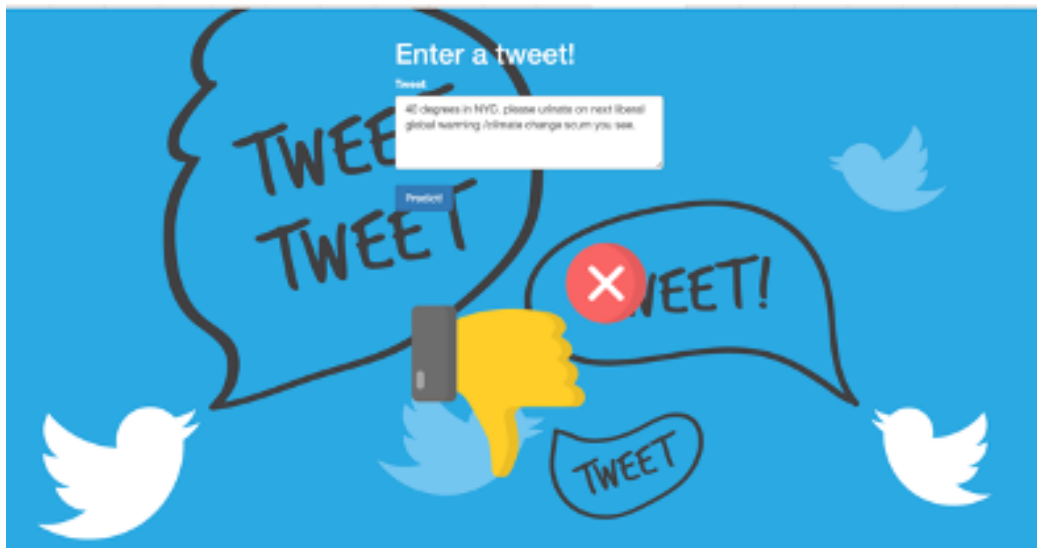 Enter a tweet!
Tweet:
40 degrees in NYC, please urinate on next liberal
global warming /climate change scum you see.
Predict!
TWEET
TWEET
WEET!
TWEET